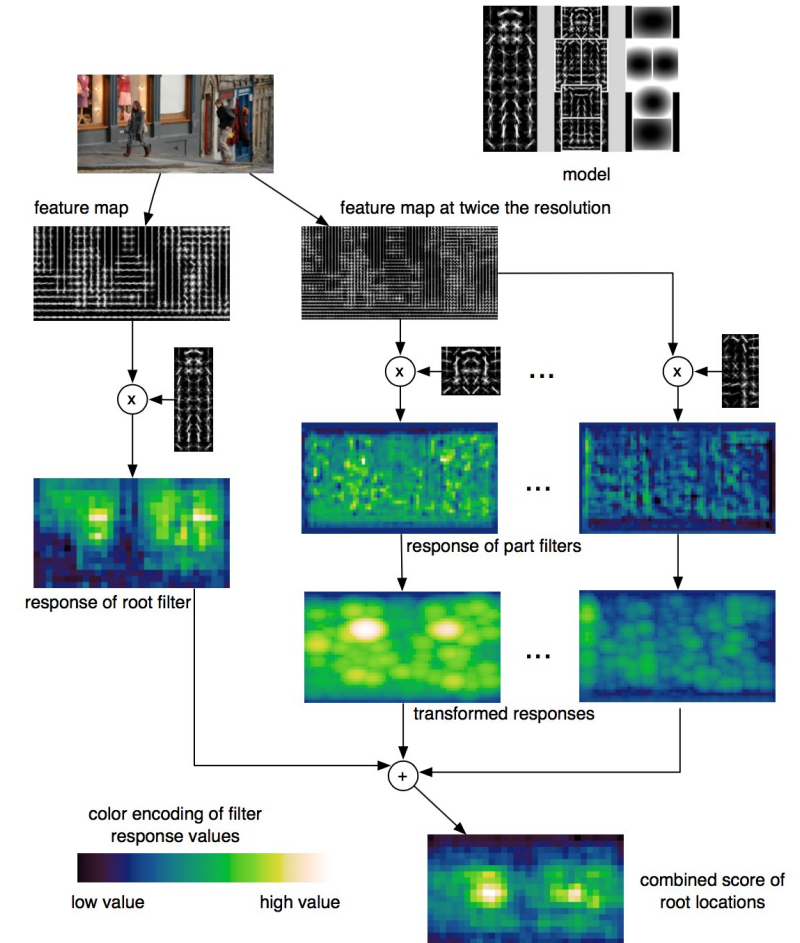 model
feature map
feature map at twice the resolution
x
x
...
x
...
response of part filters
response of root filter
...
transformed responses
+
color encoding of filter
response values
low value
high value
combined score of
root locations